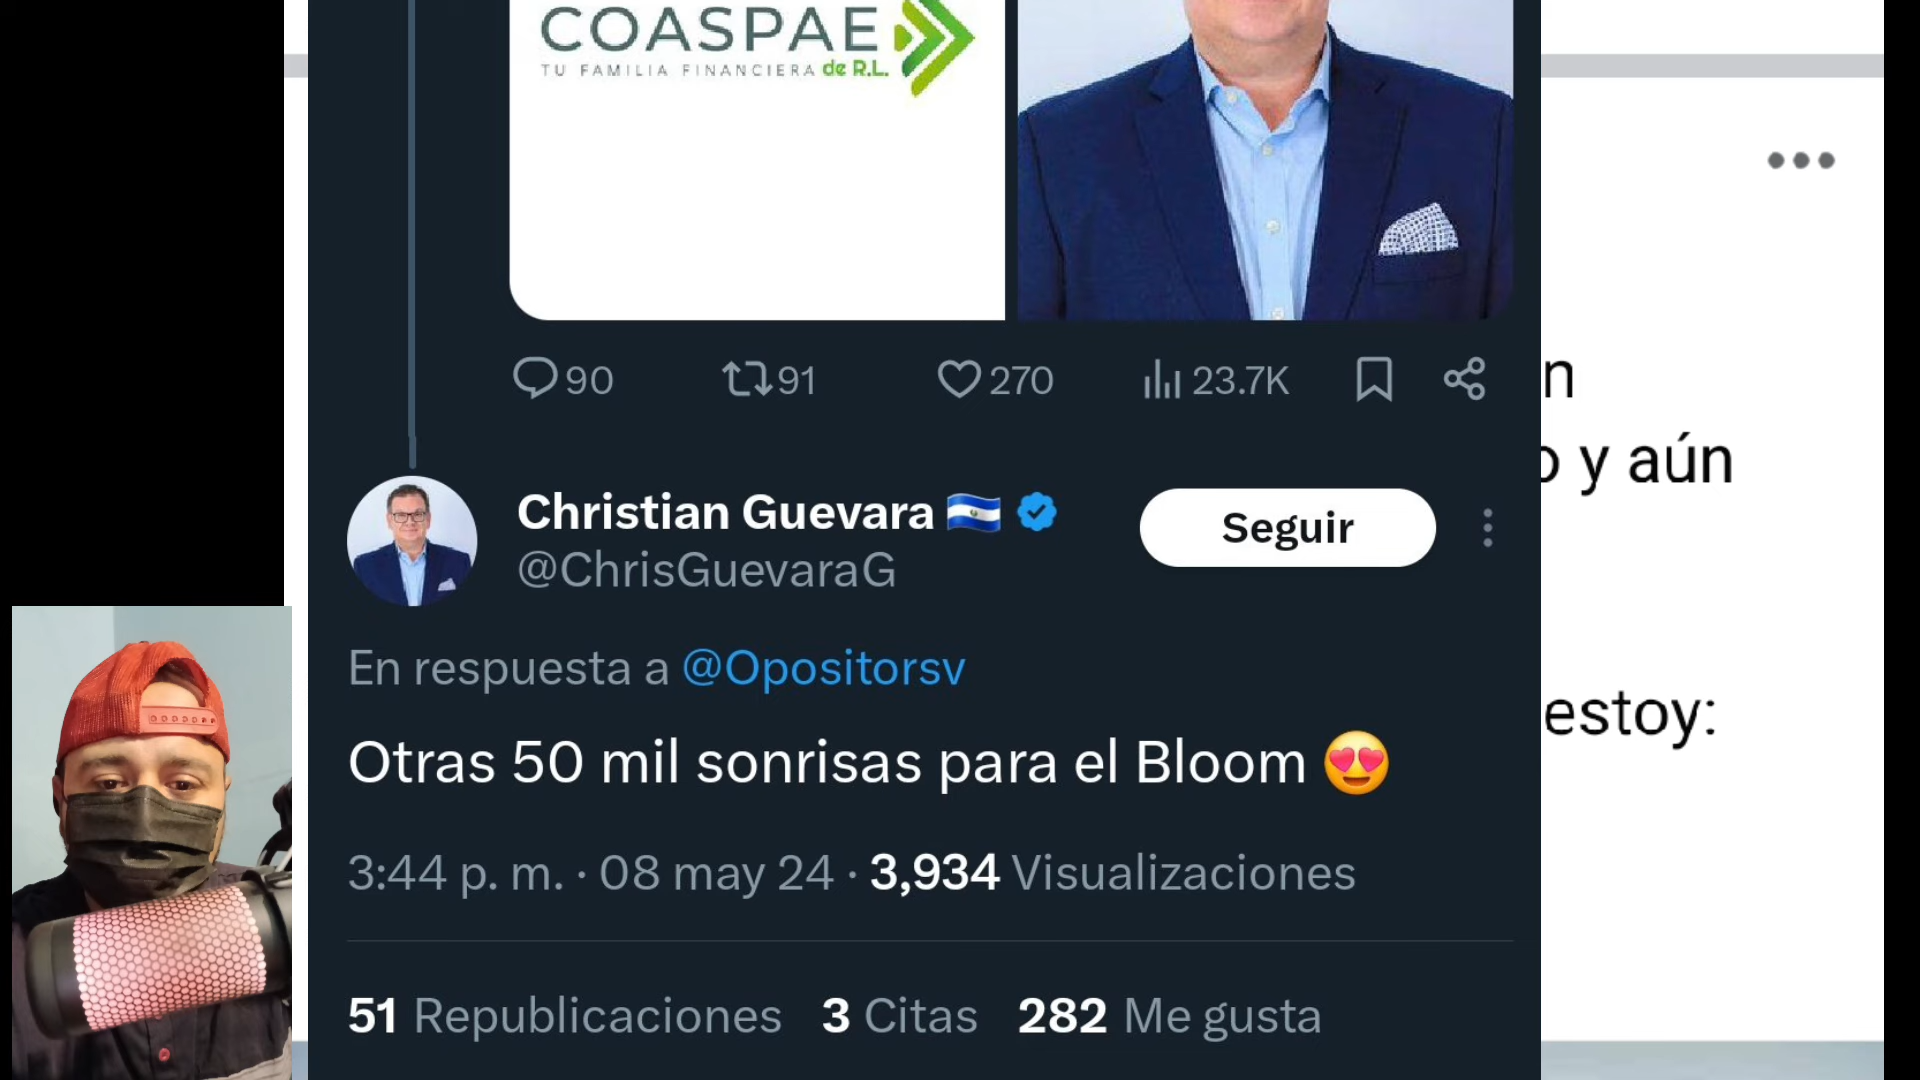 COASPAE
TU FAMILIA FINANCIERA de R.L.
90 91 270 23.7K
n
o y aún
Christian Guevara
Seguir
@ChrisGuevaraG
En respuesta a @Opositorsv
estoy:
Otras 50 mil sonrisas para el Bloom 😍
3:44 p. m. · 08 may 24 · 3,934 Visualizaciones
51 Republicaciones 3 Citas 282 Me gusta